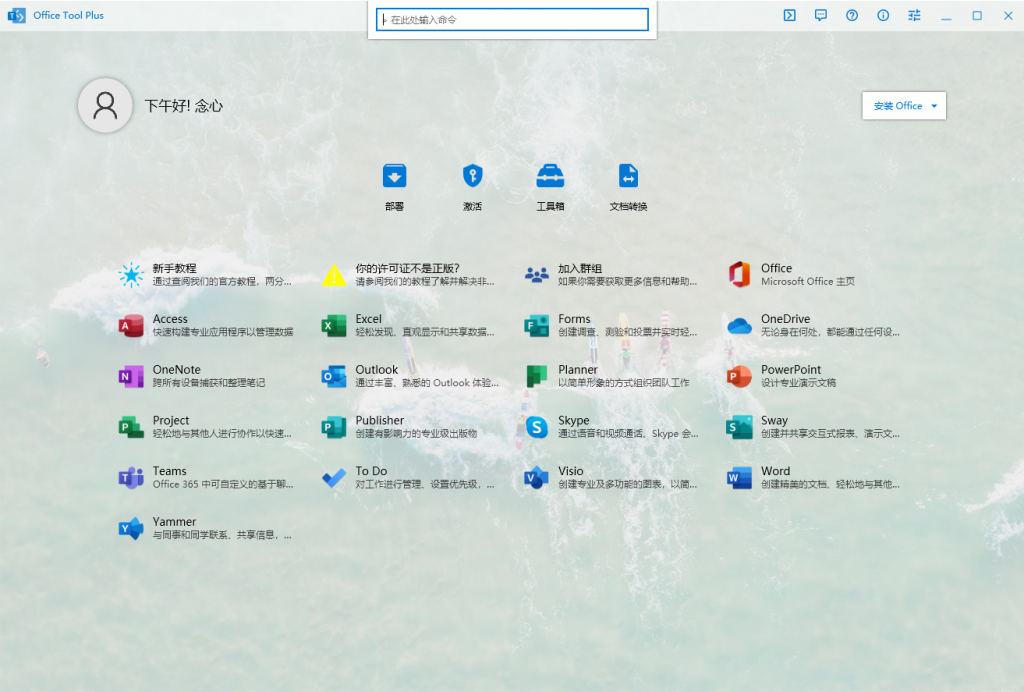 Office Tool Plus
> 在此处输入命令
下午好! 念心
安装 Office
部署
激活
工具箱
文档转换
新手教程
通过查阅我们的官方教程，两分...
你的许可证不是正版?
请参阅我们的教程了解并解决非...
加入群组
如果你需要获取更多信息和帮助...
Office
Microsoft Office 主页
Access
快速构建专业应用程序以管理数据
Excel
轻松发现、直观显示和共享数据...
Forms
创建调查、测验和投票并实时轻...
OneDrive
无论身在何处，都能通过任何设...
OneNote
跨所有设备捕获和整理笔记
Outlook
通过丰富、熟悉的 Outlook 体验...
Planner
以简单形象的方式组织团队工作
PowerPoint
设计专业演示文稿
Project
轻松地与其他人进行协作以快速...
Publisher
创建有影响力的专业级出版物
Skype
通过语音和视频通话、Skype 会...
Sway
创建并共享交互式报表、演示文...
Teams
Office 365 中可自定义的基于聊...
To Do
对工作进行管理、设置优先级，...
Visio
创建专业及多功能的图表，以简...
Word
创建精美的文档、轻松地与其他...
Yammer
与同事和同学联系、共享信息，...